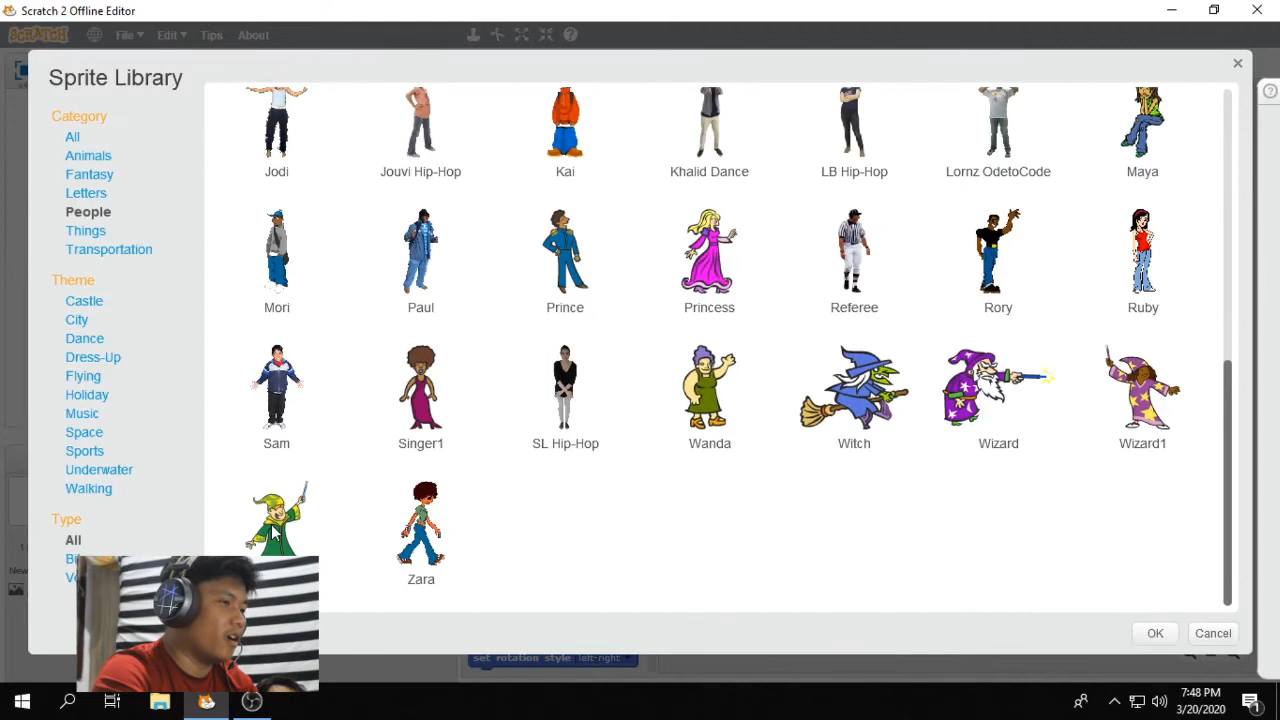 Scratch 2 Offline Editor
SCRATCH File Edit Tips About
Sprite Library
Category
All
Animals
Fantasy
Letters
People
Things
Transportation
Theme
Castle
City
Dance
Dress-Up
Flying
Holiday
Music
Space
Sports
Underwater
Walking
Type
All
Jodi Jouvi Hip-Hop Kai Khalid Dance LB Hip-Hop Lornz OdetoCode Maya
Mori Paul Prince Princess Referee Rory Ruby
Sam Singer1 SL Hip-Hop Wanda Witch Wizard Wizard1
Zara
OK Cancel
set rotation style left-right
7:48 PM
3/20/2020